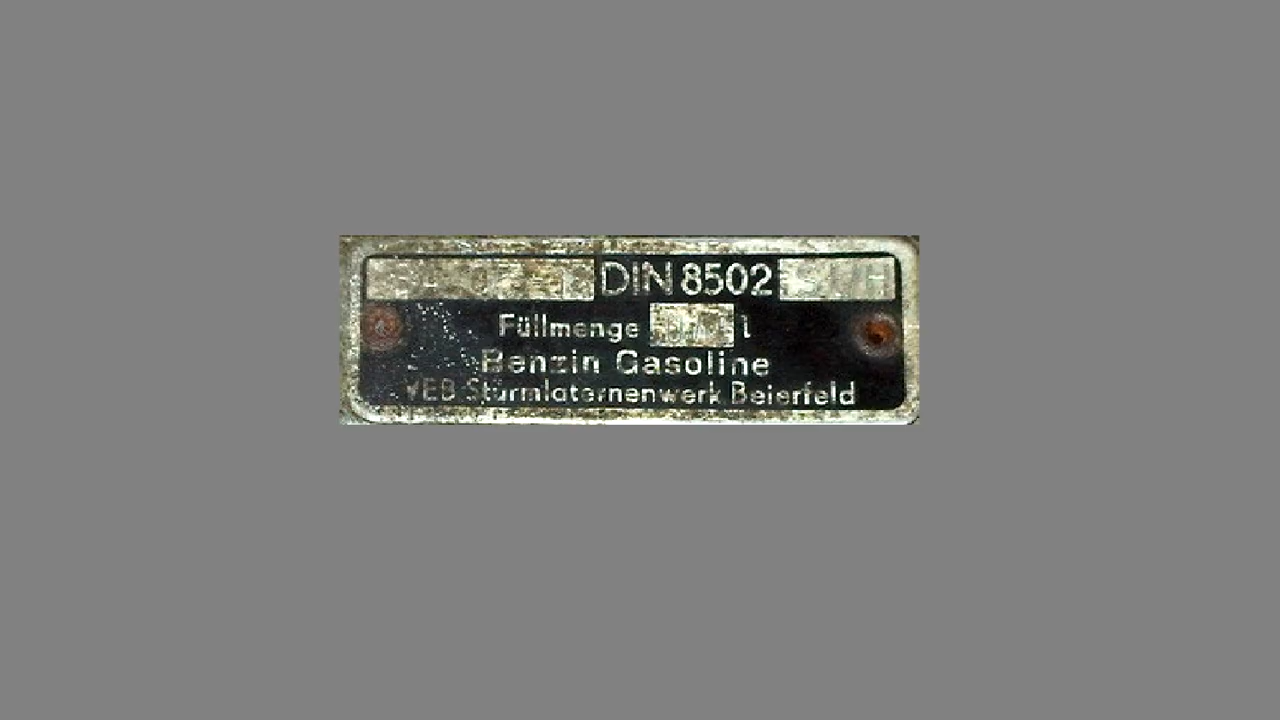 DIN 8502
Füllmenge l
Benzin Gasoline
VEB Sturmlaternenwerk Beierfeld